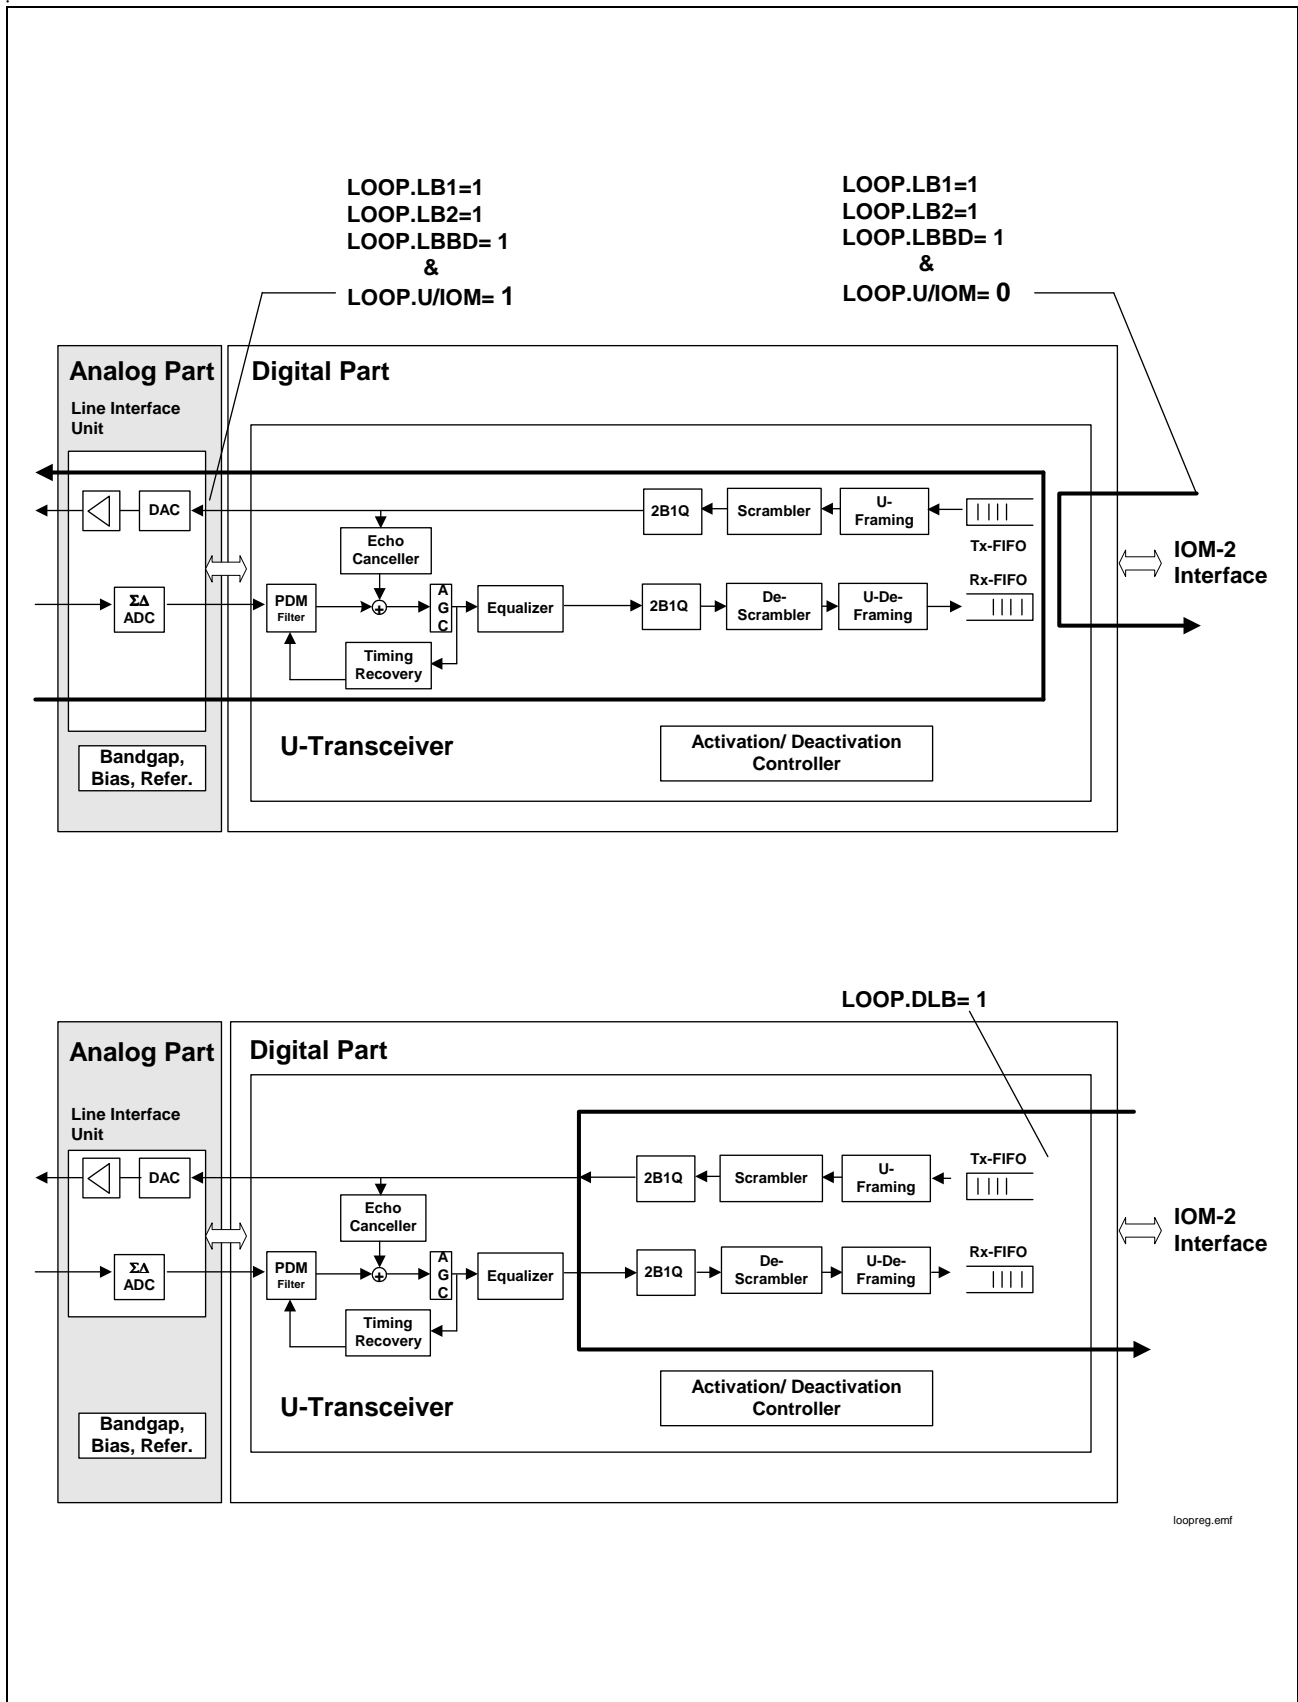 LOOP.LB1=1
LOOP.LB2=1
LOOP.LBBD= 1
&
LOOP.U/IOM= 1
LOOP.LB1=1
LOOP.LB2=1
LOOP.LBBD= 1
&
LOOP.U/IOM= 0
Analog Part
Digital Part
Line Interface
Unit
DAC
2B1Q
Scrambler
U-
Framing
Tx-FIFO
Echo
Canceller
IOM-2
Interface
ΣΔ
ADC
PDM
Filter
+
A
G
C
Equalizer
2B1Q
De-
Scrambler
U-De-
Framing
Rx-FIFO
Timing
Recovery
U-Transceiver
Activation/ Deactivation
Controller
Bandgap,
Bias, Refer.
LOOP.DLB= 1
Analog Part
Digital Part
Line Interface
Unit
DAC
2B1Q
Scrambler
U-
Framing
Tx-FIFO
Echo
Canceller
IOM-2
Interface
ΣΔ
ADC
PDM
Filter
+
A
G
C
Equalizer
2B1Q
De-
Scrambler
U-De-
Framing
Rx-FIFO
Timing
Recovery
U-Transceiver
Activation/ Deactivation
Controller
Bandgap,
Bias, Refer.
loopreg.emf